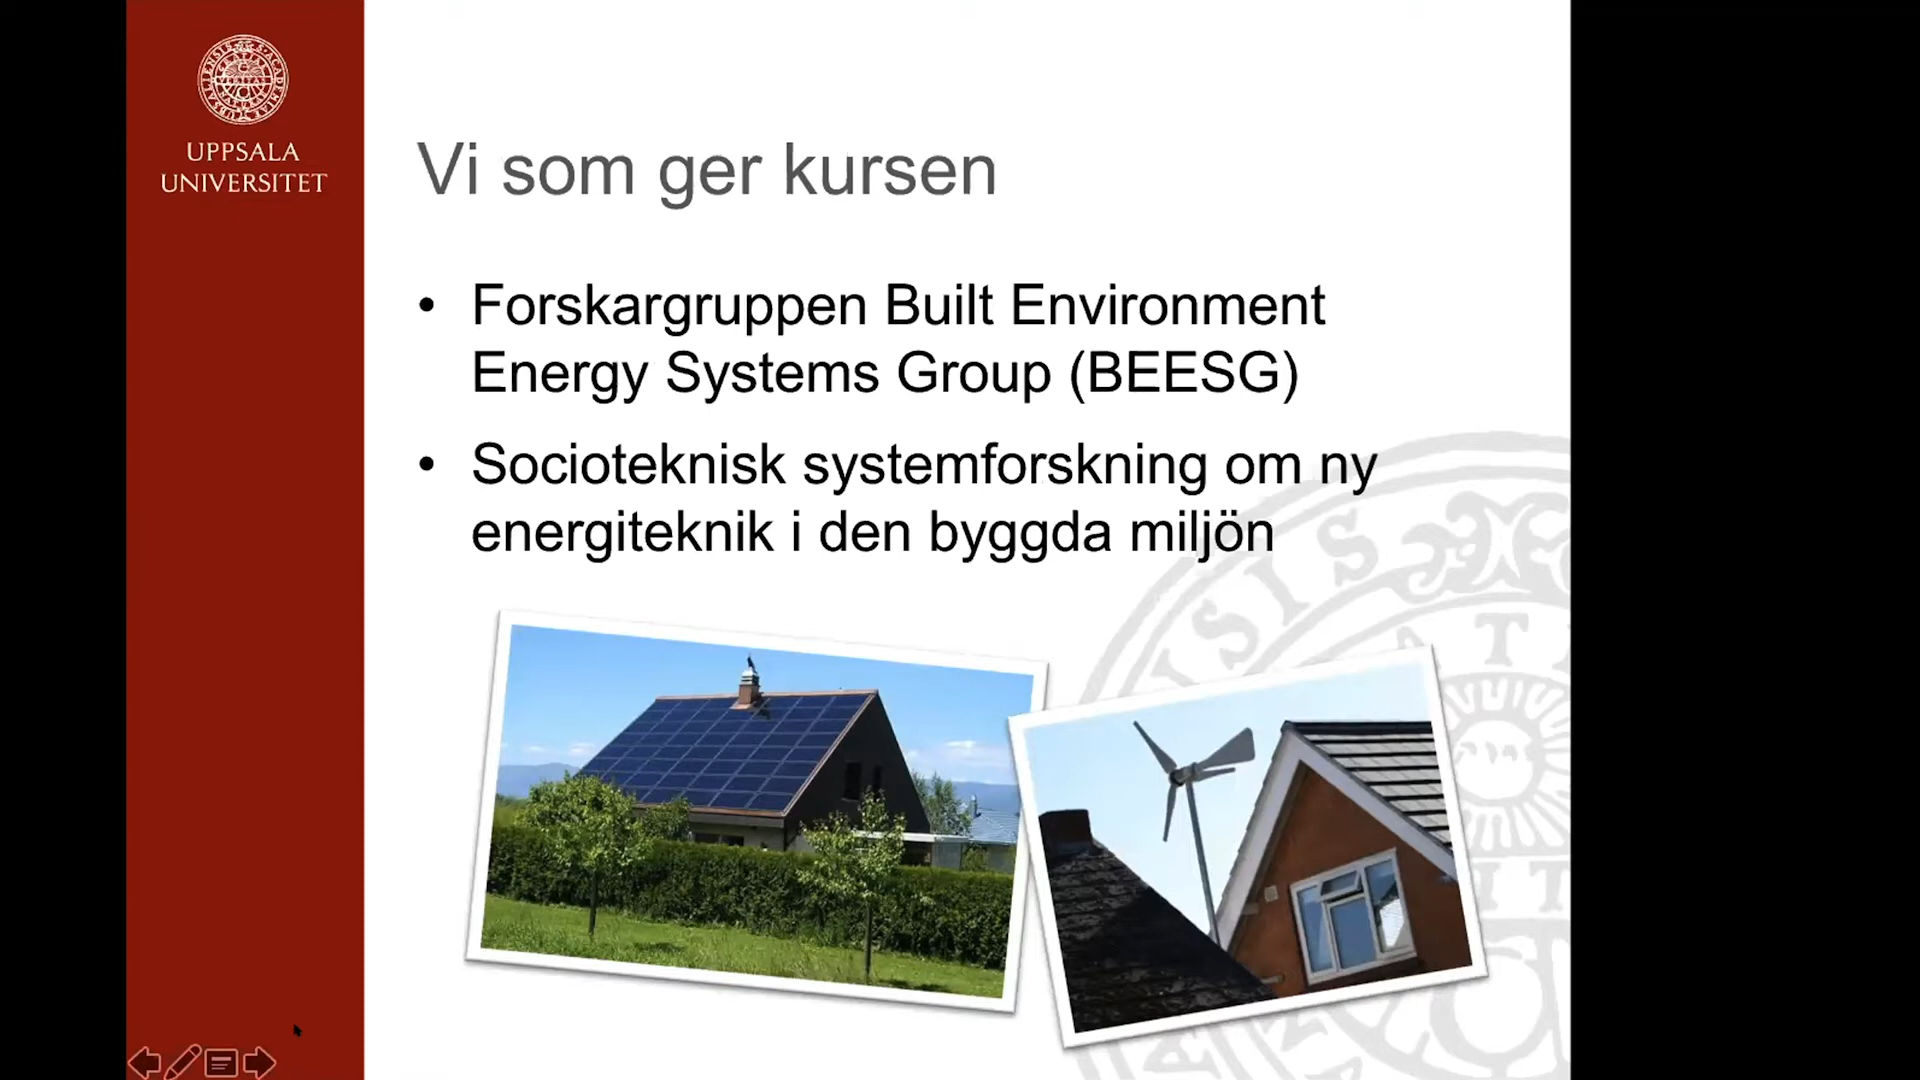 UPPSALA
UNIVERSITET
Vi som ger kursen
• Forskargruppen Built Environment
Energy Systems Group (BEESG)
• Socioteknisk systemforskning om ny
energiteknik i den byggda miljön